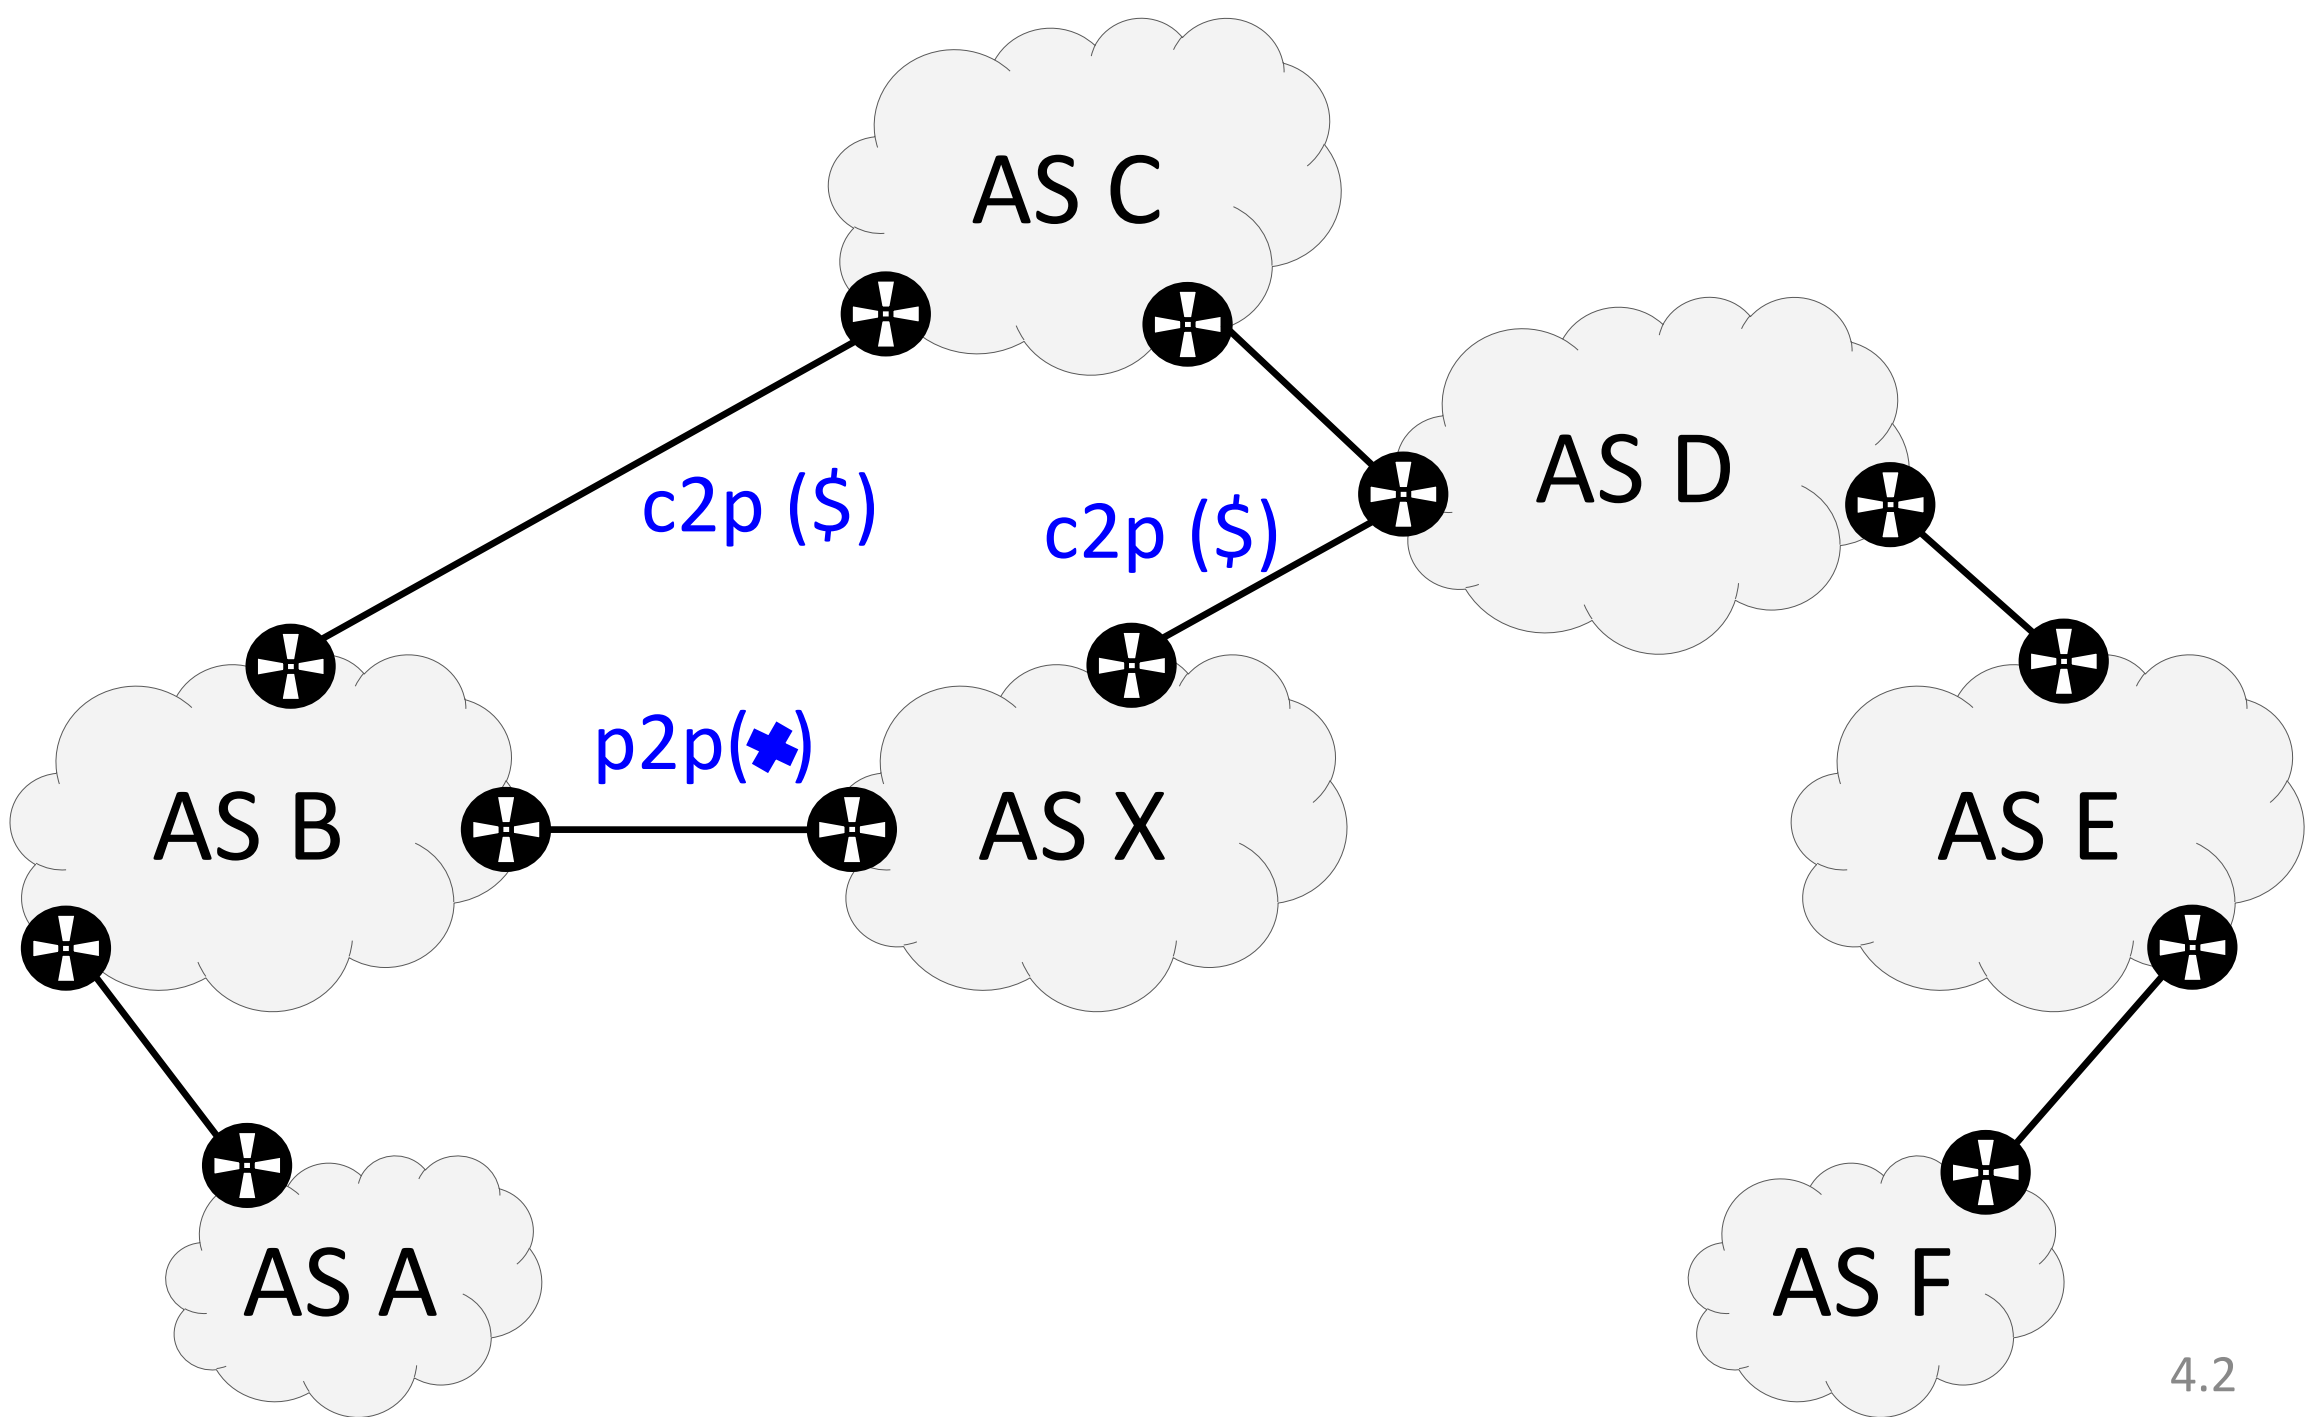 AS C
AS D
c2p ($)
c2p ($)
p2p(✖)
AS B
AS X
AS E
AS A
AS F
4.2